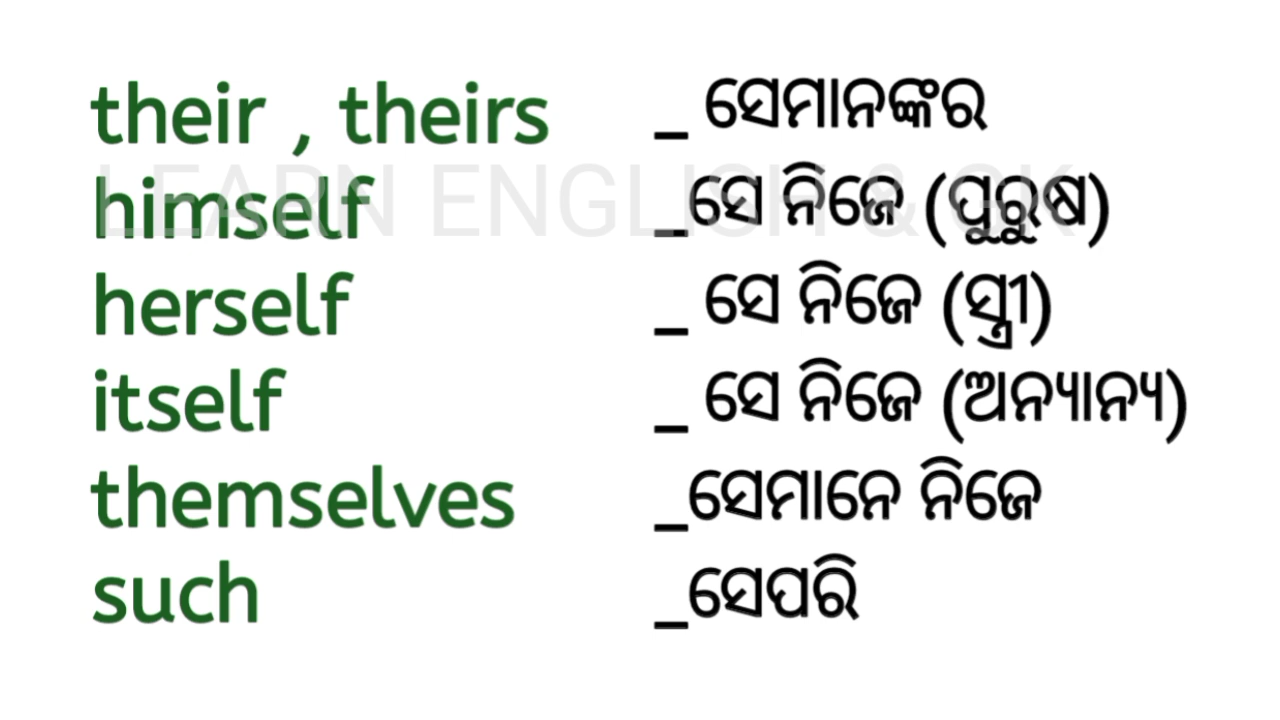 their , theirs _ ସେମାନଙ୍କର
LEARN ENGLISH & GK
himself _ସେ ନିଜେ (ପୁରୁଷ)
herself _ ସେ ନିଜେ (ସ୍ତ୍ରୀ)
itself _ ସେ ନିଜେ (ଅନ୍ୟାନ୍ୟ)
themselves _ସେମାନେ ନିଜେ
such _ସେପରି